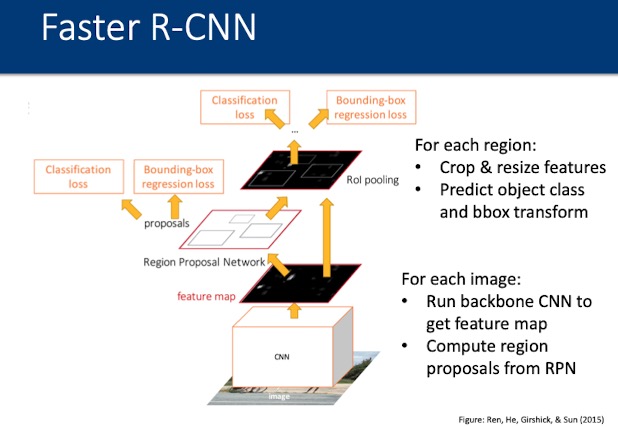 Faster R-CNN
Classification
loss
Bounding-box
regression loss
...
RoI pooling
Classification
loss
Bounding-box
regression loss
proposals
Region Proposal Network
feature map
CNN
image
For each region:
• Crop & resize features
• Predict object class
and bbox transform
For each image:
• Run backbone CNN to
get feature map
• Compute region
proposals from RPN
Figure: Ren, He, Girshick, & Sun (2015)